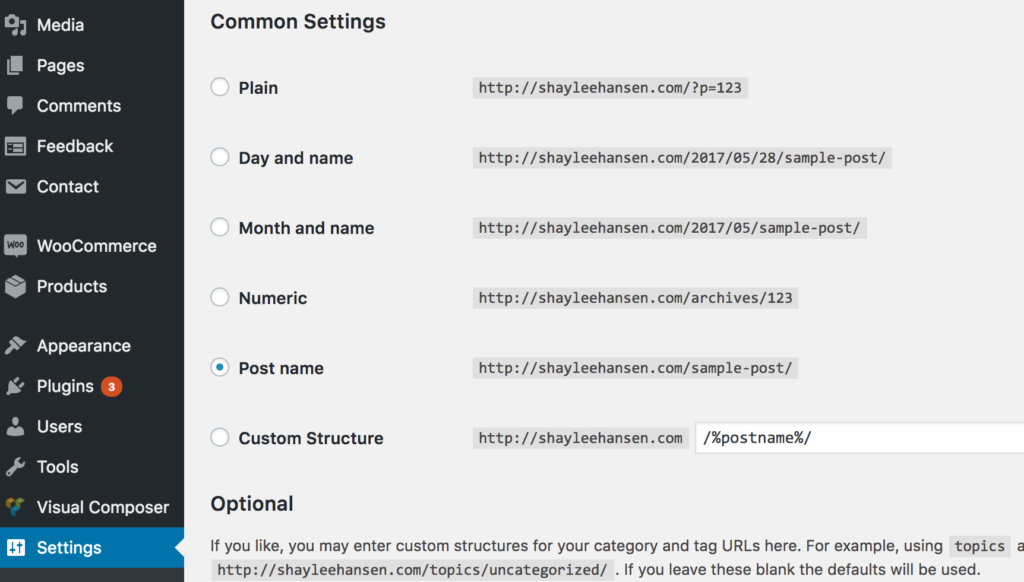 Media
Pages
Comments
Feedback
Contact
WOO WooCommerce
Products
Appearance
Plugins 3
Users
Tools
Visual Composer
Settings
Common Settings
Plain http://shayleehansen.com/?p=123
Day and name http://shayleehansen.com/2017/05/28/sample-post/
Month and name http://shayleehansen.com/2017/05/sample-post/
Numeric http://shayleehansen.com/archives/123
Post name http://shayleehansen.com/sample-post/
Custom Structure http://shayleehansen.com /%postname%/
Optional
If you like, you may enter custom structures for your category and tag URLs here. For example, using topics a
http://shayleehansen.com/topics/uncategorized/ . If you leave these blank the defaults will be used.